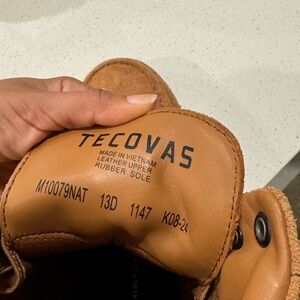 TECOVAS
MADE IN VIETNAM
LEATHER UPPER
RUBBER SOLE
M10079NAT 13D 1147 K08-24